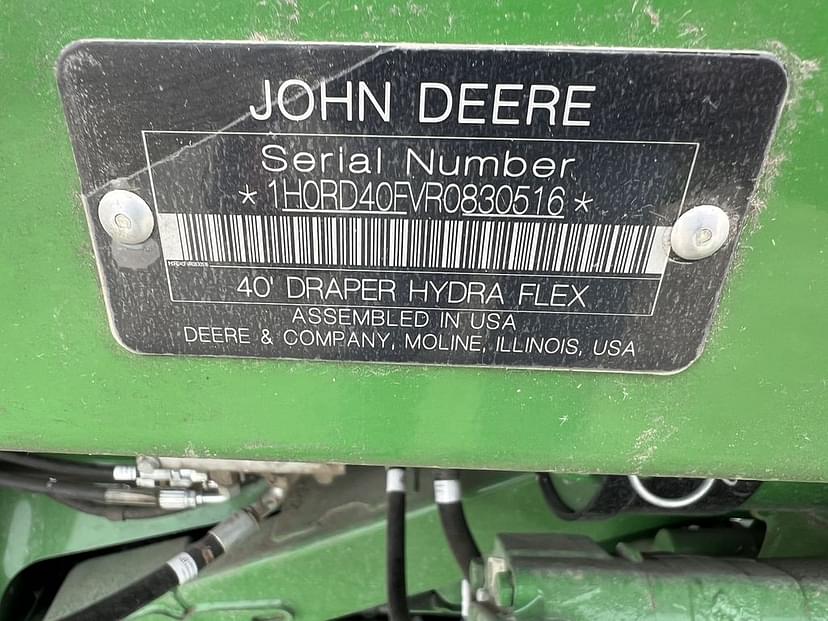 JOHN DEERE
Serial Number
*1H0RD40FVR0830516*
40' DRAPER HYDRA FLEX
ASSEMBLED IN USA
DEERE & COMPANY, MOLINE, ILLINOIS, USA